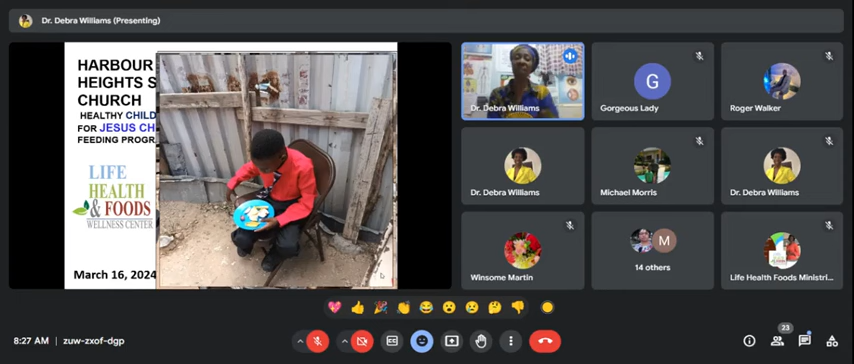 Dr. Debra Williams (Presenting)
HARBOUR
HEIGHTS S
CHURCH
HEALTHY CHILD
FOR JESUS CH
FEEDING PROGR
LIFE
HEALTH
& FOODS
WELLNESS CENTER
March 16, 2024
Dr. Debra Williams
G
Gorgeous Lady
Roger Walker
Dr. Debra Williams
Michael Morris
Dr. Debra Williams
Winsome Martin
M
14 others
Life Health Foods Ministri...
8:27 AM | zuw-zxof-dgp
CC
23